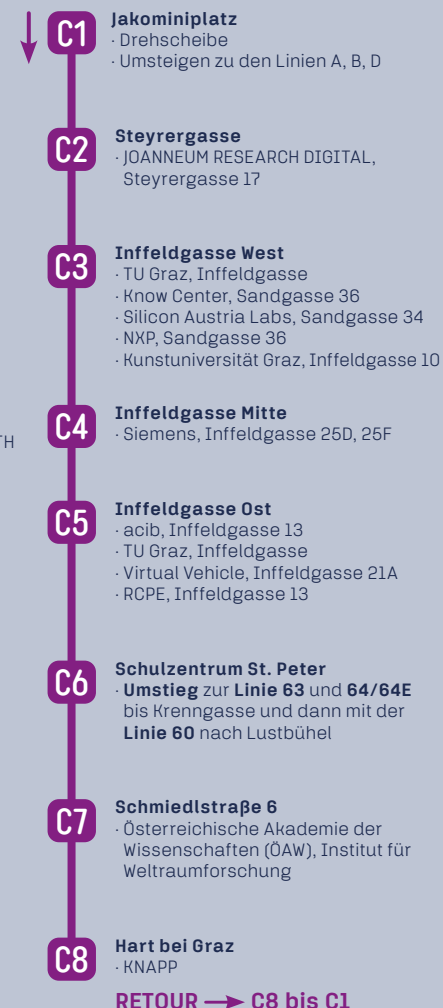 C1
Jakominiplatz
· Drehscheibe
· Umsteigen zu den Linien A, B, D
C2
Steyrergasse
· JOANNEUM RESEARCH DIGITAL,
Steyrergasse 17
C3
Inffeldgasse West
· TU Graz, Inffeldgasse
· Know Center, Sandgasse 36
· Silicon Austria Labs, Sandgasse 34
· NXP, Sandgasse 36
· Kunstuniversität Graz, Inffeldgasse 10
TH
C4
Inffeldgasse Mitte
· Siemens, Inffeldgasse 25D, 25F
C5
Inffeldgasse Ost
· acib, Inffeldgasse 13
· TU Graz, Inffeldgasse
· Virtual Vehicle, Inffeldgasse 21A
· RCPE, Inffeldgasse 13
C6
Schulzentrum St. Peter
· Umstieg zur Linie 63 und 64/64E
bis Krenngasse und dann mit der
Linie 60 nach Lustbühel
C7
Schmiedlstraße 6
· Österreichische Akademie der
Wissenschaften (ÖAW), Institut für
Weltraumforschung
C8
Hart bei Graz
· KNAPP
RETOUR → C8 bis C1